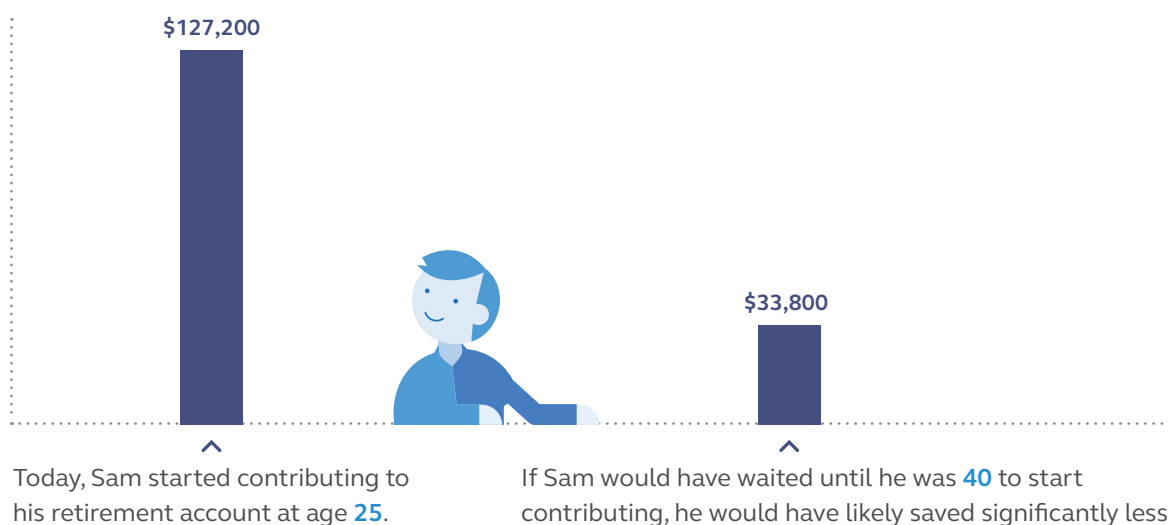 $127,200
$33,800
Today, Sam started contributing to
his retirement account at age 25.
If Sam would have waited until he was 40 to start
contributing, he would have likely saved significantly less